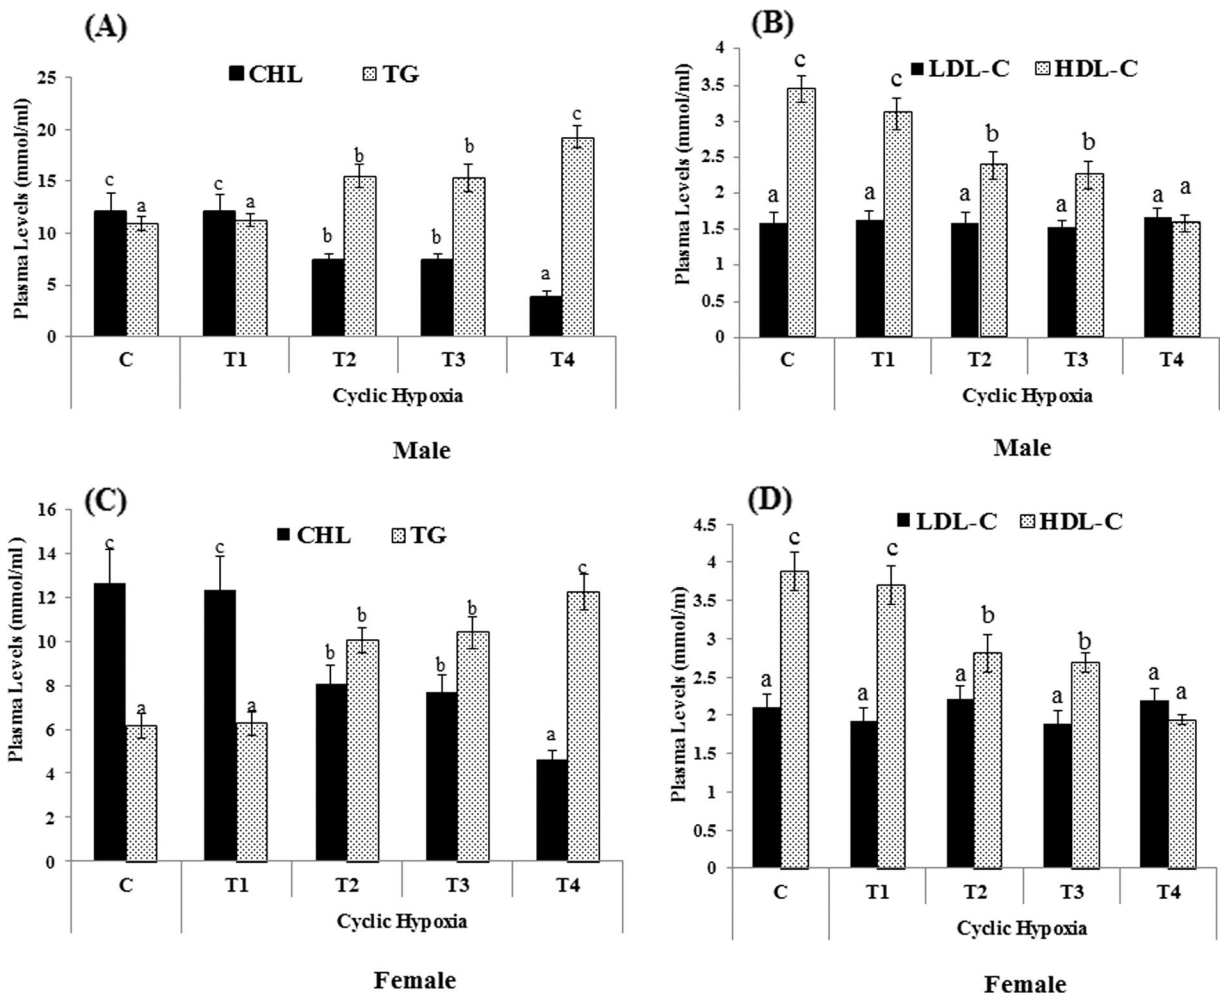 (A)
CHL TG
Plasma Levels (nmol/ml)
25
20
15
10
5
0
c a c a b b b b a c
C T1 T2 T3 T4
Cyclic Hypoxia
Male
(B)
LDL-C HDL-C
Plasma Levels (mmol/ml)
4
3.5
3
2.5
2
1.5
1
0.5
0
a c a c a b a b a a
C T1 T2 T3 T4
Cyclic Hypoxia
Male
(C)
CHL TG
Plasma Levels (nmol/ml)
16
14
12
10
8
6
4
2
0
c a c a b b b b a c
C T1 T2 T3 T4
Cyclic Hypoxia
Female
(D)
LDL-C HDL-C
Plasma Levels (mmol/m)
4.5
4
3.5
3
2.5
2
1.5
1
0.5
0
a c a c a b a b a a
C T1 T2 T3 T4
Cyclic Hypoxia
Female